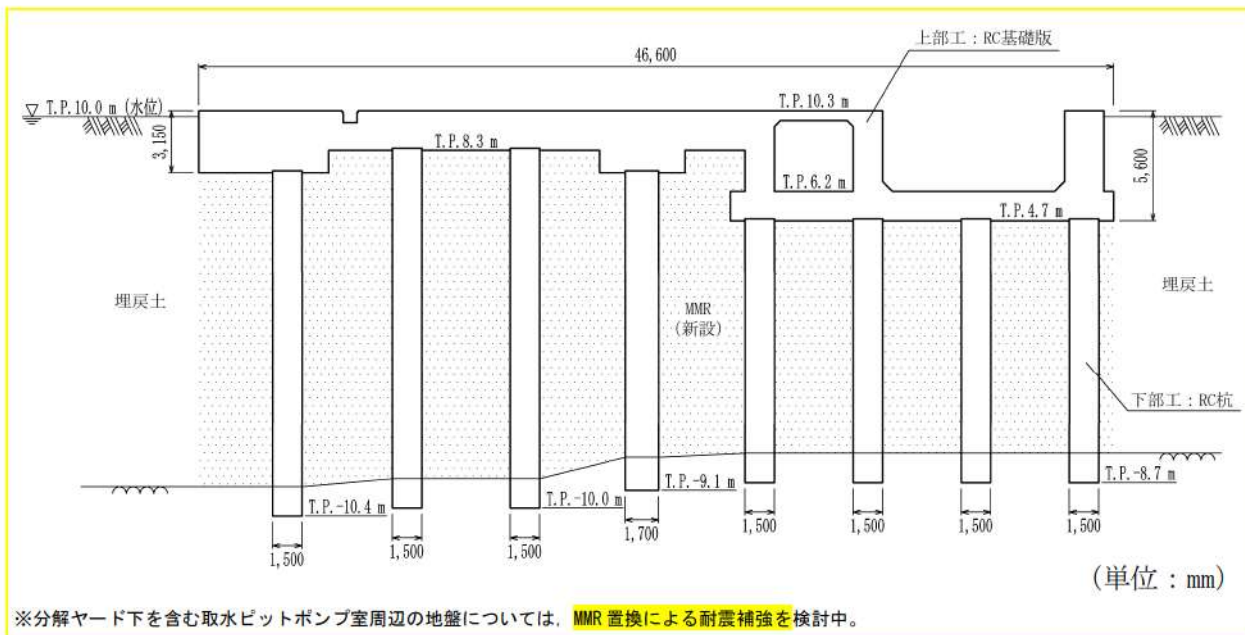 上部工：RC基礎版
46,600
T.P.10.0 m (水位)
T.P.10.3 m
3,150
T.P.8.3 m
5,600
T.P.6.2 m
T.P.4.7 m
埋戻土
MMR
(新設)
埋戻土
下部工：RC杭
T.P.-10.4 m
T.P.-10.0 m
T.P.-9.1 m
T.P.-8.7 m
1,500
1,500
1,500
1,700
1,500
1,500
1,500
1,500
(単位：mm)
※分解ヤード下を含む取水ピットポンプ室周辺の地盤については，MMR 置換による耐震補強を検討中。